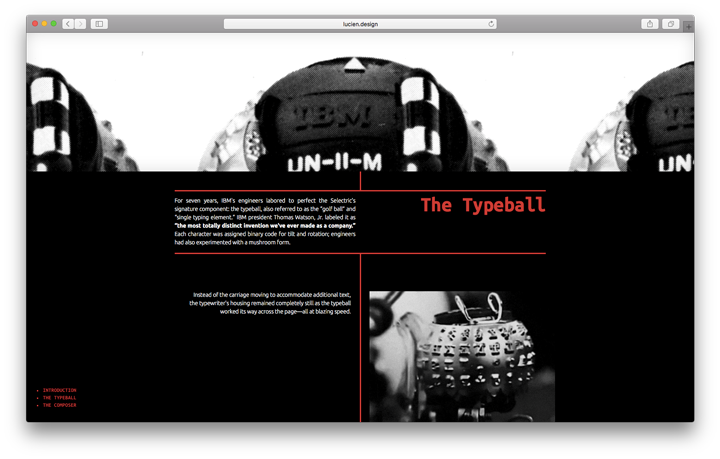 lucien.design
IBM
UN-II-M
UN-II-M
For seven years, IBM's engineers labored to perfect the Selectric's
signature component: the typeball, also referred to as the "golf ball" and
"single typing element." IBM president Thomas Watson, Jr. labeled it as
"the most totally distinct invention we've ever made as a company."
Each character was assigned binary code for tilt and rotation; engineers
had also experimented with a mushroom form.
The Typeball
Instead of the carriage moving to accommodate additional text,
the typewriter's housing remained completely still as the typeball
worked its way across the page—all at blazing speed.
INTRODUCTION
THE TYPEBALL
THE COMPOSER